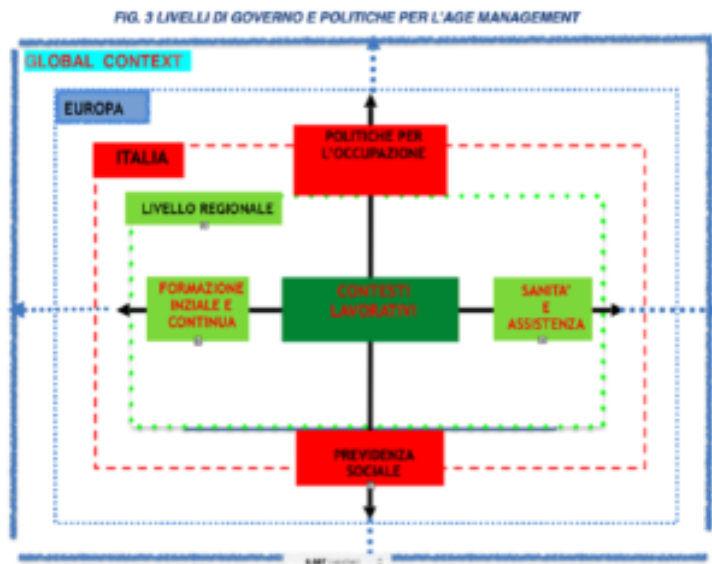 FIG. 3 LIVELLI DI GOVERNO E POLITICHE PER L'AGE MANAGEMENT
GLOBAL CONTEXT
EUROPA
POLITICHE PER
L'OCCUPAZIONE
ITALIA
LIVELLO REGIONALE
FORMAZIONE
INZIALE E
CONTINUA
CONTESTI
LAVORATIVI
SANITA'
E
ASSISTENZA
PREVIDENZA
SOCIALE